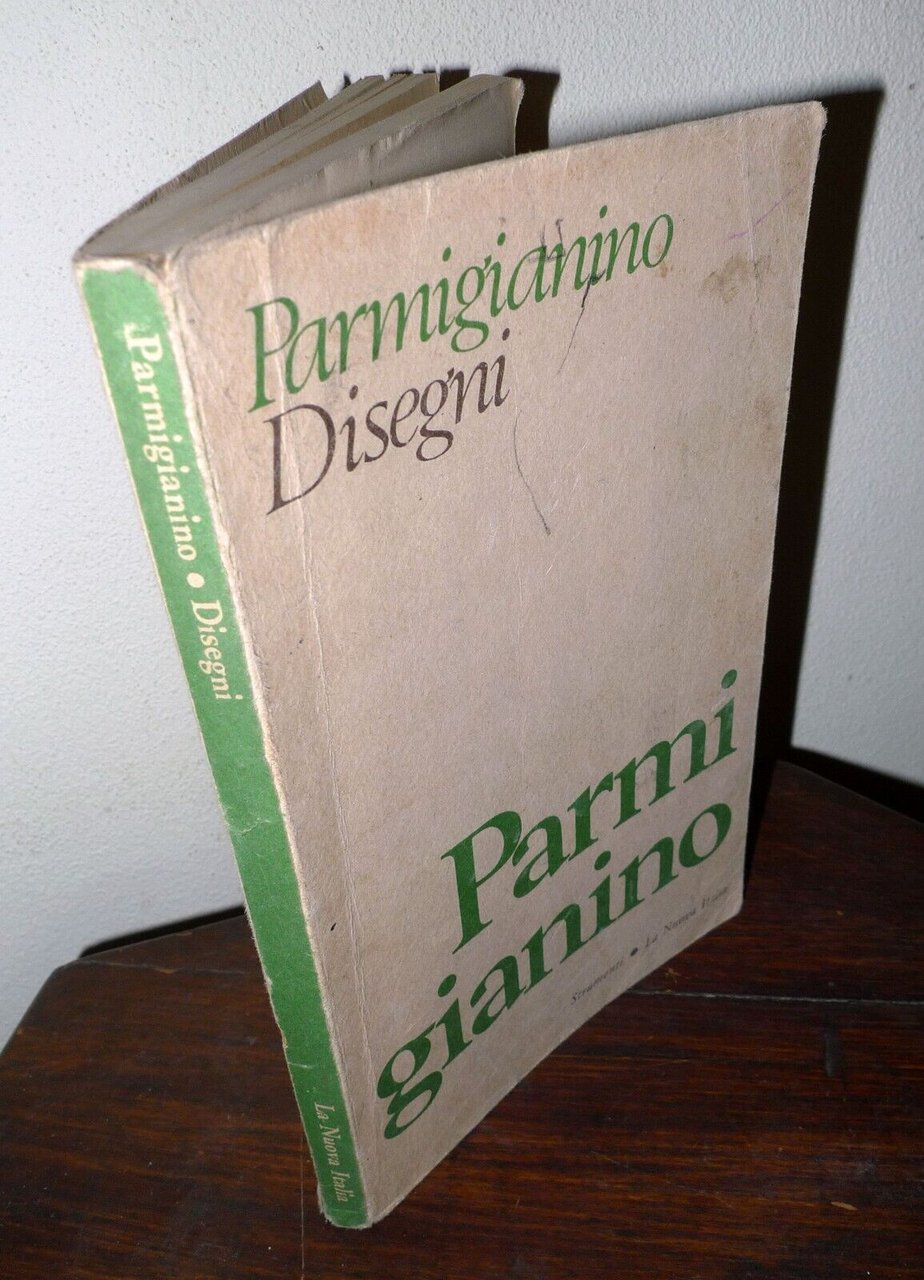 Parmigianino
Disegni
Parmi
gianino
Strumenti • La Nuova Italia
Parmigianino • Disegni
La Nuova Italia